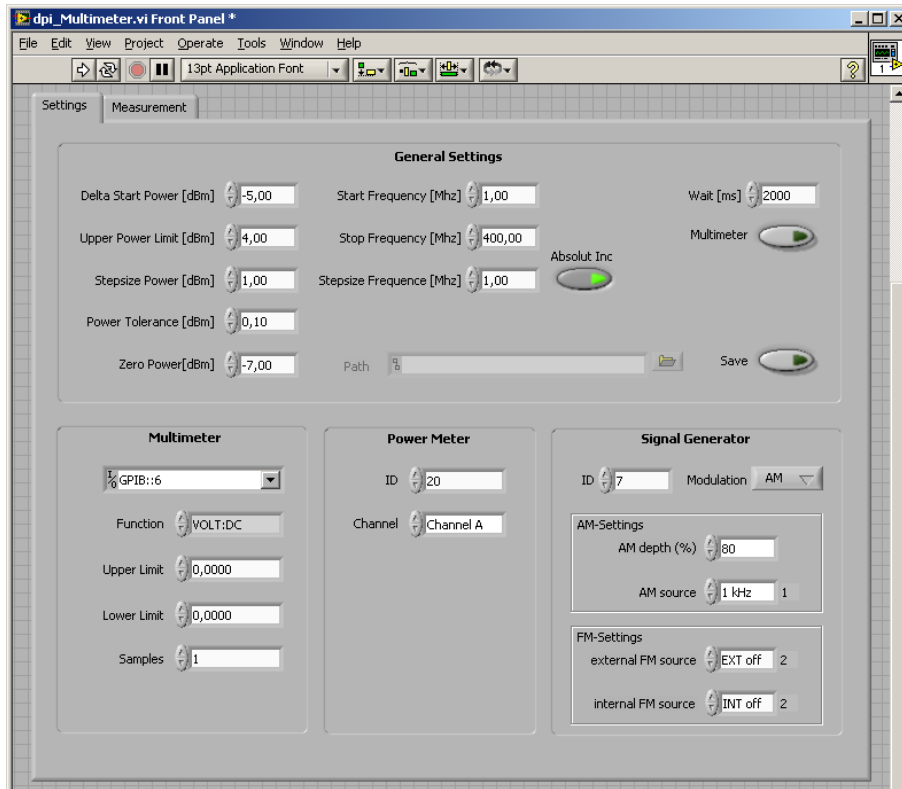 dpi_Multimeter.vi Front Panel *
File Edit View Project Operate Tools Window Help
13pt Application Font
?
1
Settings Measurement
General Settings
Delta Start Power [dBm] -5,00 Start Frequency [Mhz] 1,00 Wait [ms] 2000
Upper Power Limit [dBm] 4,00 Stop Frequency [Mhz] 400,00 Multimeter
Absolut Inc
Stepsize Power [dBm] 1,00 Stepsize Frequence [Mhz] 1,00
Power Tolerance [dBm] 0,10
Zero Power[dBm] -7,00 Path Save
Multimeter Power Meter Signal Generator
I/O GPIB::6 ID 20 ID 7 Modulation AM
Function VOLT:DC Channel Channel A AM-Settings
AM depth (%) 80
Upper Limit 0,0000
AM source 1 kHz 1
Lower Limit 0,0000
FM-Settings
Samples 1 external FM source EXT off 2
internal FM source INT off 2